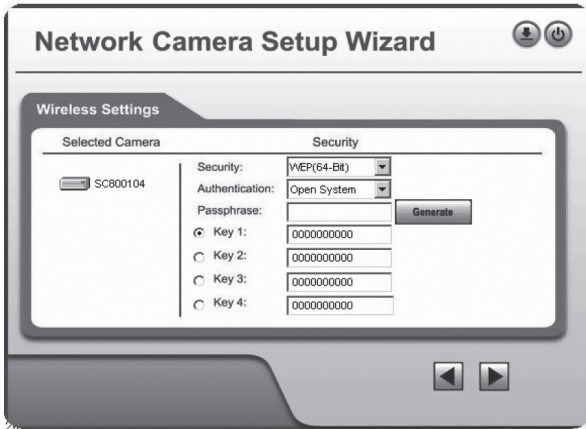 Network Camera Setup Wizard
Wireless Settings
Selected Camera
Security
SC800104
Security: WEP(64-Bit)
Authentication: Open System
Passphrase: Generate
Key 1: 0000000000
Key 2: 0000000000
Key 3: 0000000000
Key 4: 0000000000